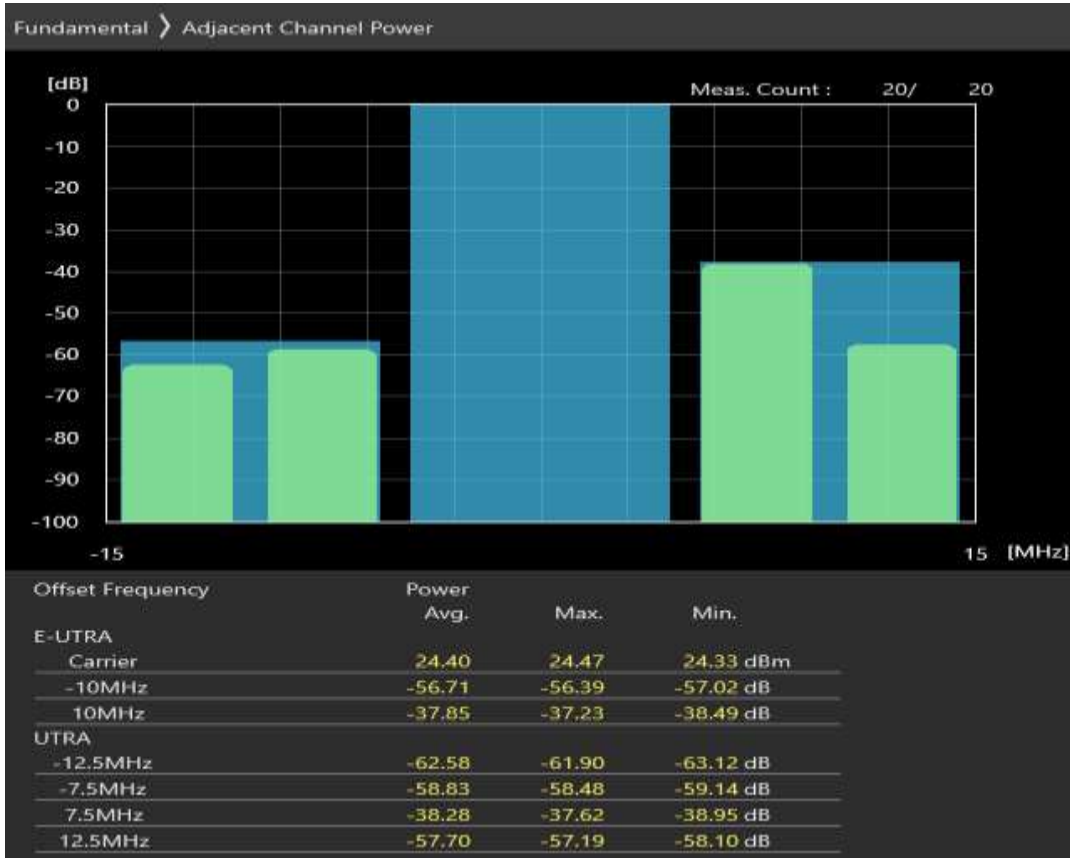 Fundamental 〉 Adjacent Channel Power
[dB]
Meas. Count : 20/ 20
0
-10
-20
-30
-40
-50
-60
-70
-80
-90
-100
-15 15 [MHz]
Offset Frequency Power
Avg. Max. Min.
E-UTRA
Carrier 24.40 24.47 24.33 dBm
-10MHz -56.71 -56.39 -57.02 dB
10MHz -37.85 -37.23 -38.49 dB
UTRA
-12.5MHz -62.58 -61.90 -63.12 dB
-7.5MHz -58.83 -58.48 -59.14 dB
7.5MHz -38.28 -37.62 -38.95 dB
12.5MHz -57.70 -57.19 -58.10 dB